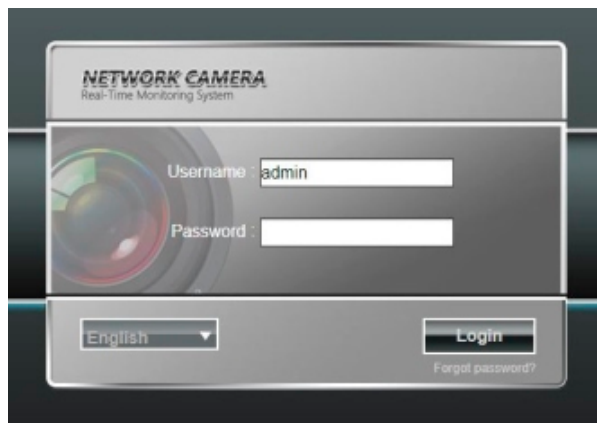 NETWORK CAMERA
Real-Time Monitoring System
Username : admin
Password :
English
Login
Forgot password?